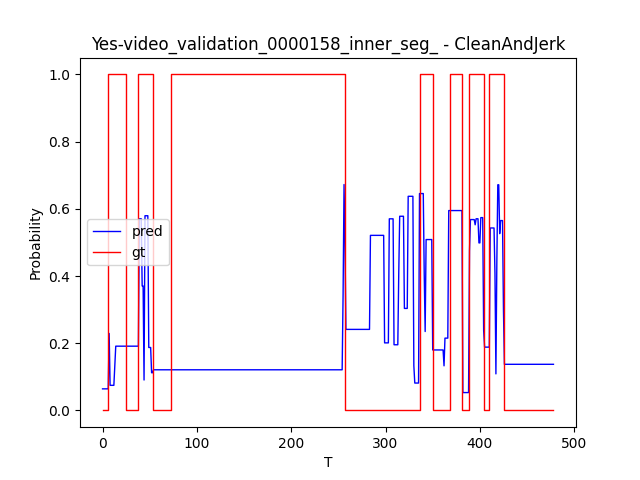 Yes-video_validation_0000158_inner_seg_ - CleanAndJerk
1.0
0.8
0.6
0.4
0.2
0.0
Probability
pred
gt
0
100
200
300
400
500
T